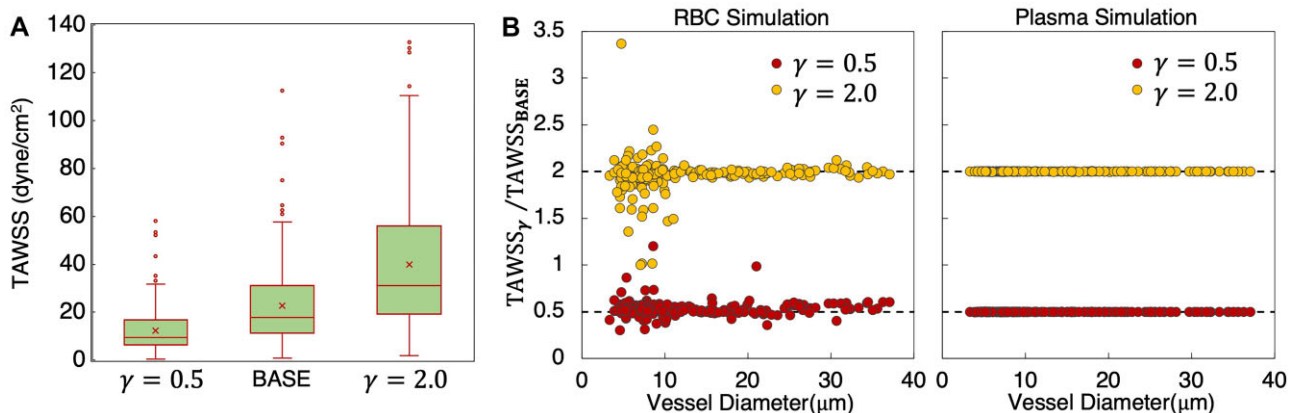 A
TAWSS (dyne/cm²)
140
120
100
80
60
40
20
0
γ = 0.5 BASE γ = 2.0
B
RBC Simulation Plasma Simulation
TAWSSγ /TAWSSBASE
3.5
3
2.5
2
1.5
1
0.5
0
γ = 0.5
γ = 2.0
γ = 0.5
γ = 2.0
0 10 20 30 40
0 10 20 30 40
Vessel Diameter(μm) Vessel Diameter(μm)